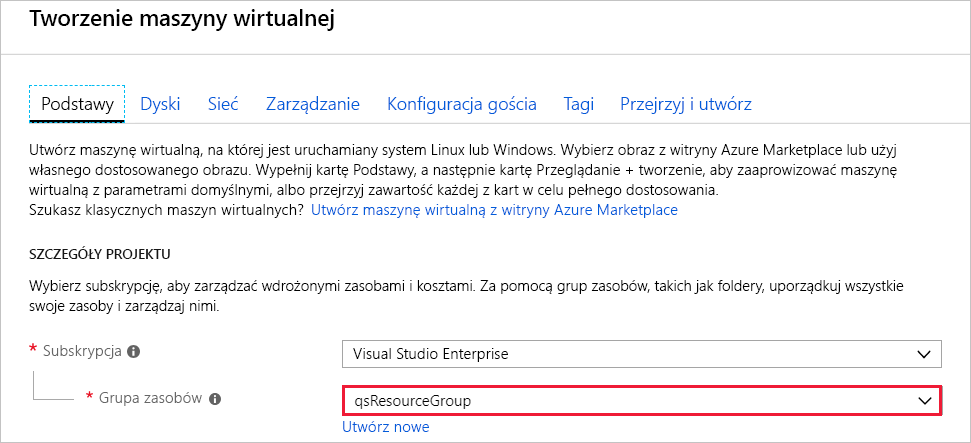 Tworzenie maszyny wirtualnej
Podstawy Dyski Sieć Zarządzanie Konfiguracja gościa Tagi Przejrzyj i utwórz
Utwórz maszynę wirtualną, na której jest uruchamiany system Linux lub Windows. Wybierz obraz z witryny Azure Marketplace lub użyj
własnego dostosowanego obrazu. Wypełnij kartę Podstawy, a następnie kartę Przeglądanie + tworzenie, aby zaaprowizować maszynę
wirtualną z parametrami domyślnymi, albo przejrzyj zawartość każdej z kart w celu pełnego dostosowania.
Szukasz klasycznych maszyn wirtualnych? Utwórz maszynę wirtualną z witryny Azure Marketplace
SZCZEGÓŁY PROJEKTU
Wybierz subskrypcję, aby zarządzać wdrożonymi zasobami i kosztami. Za pomocą grup zasobów, takich jak foldery, uporządkuj wszystkie
swoje zasoby i zarządzaj nimi.
* Subskrypcja Visual Studio Enterprise
* Grupa zasobów qsResourceGroup
Utwórz nowe